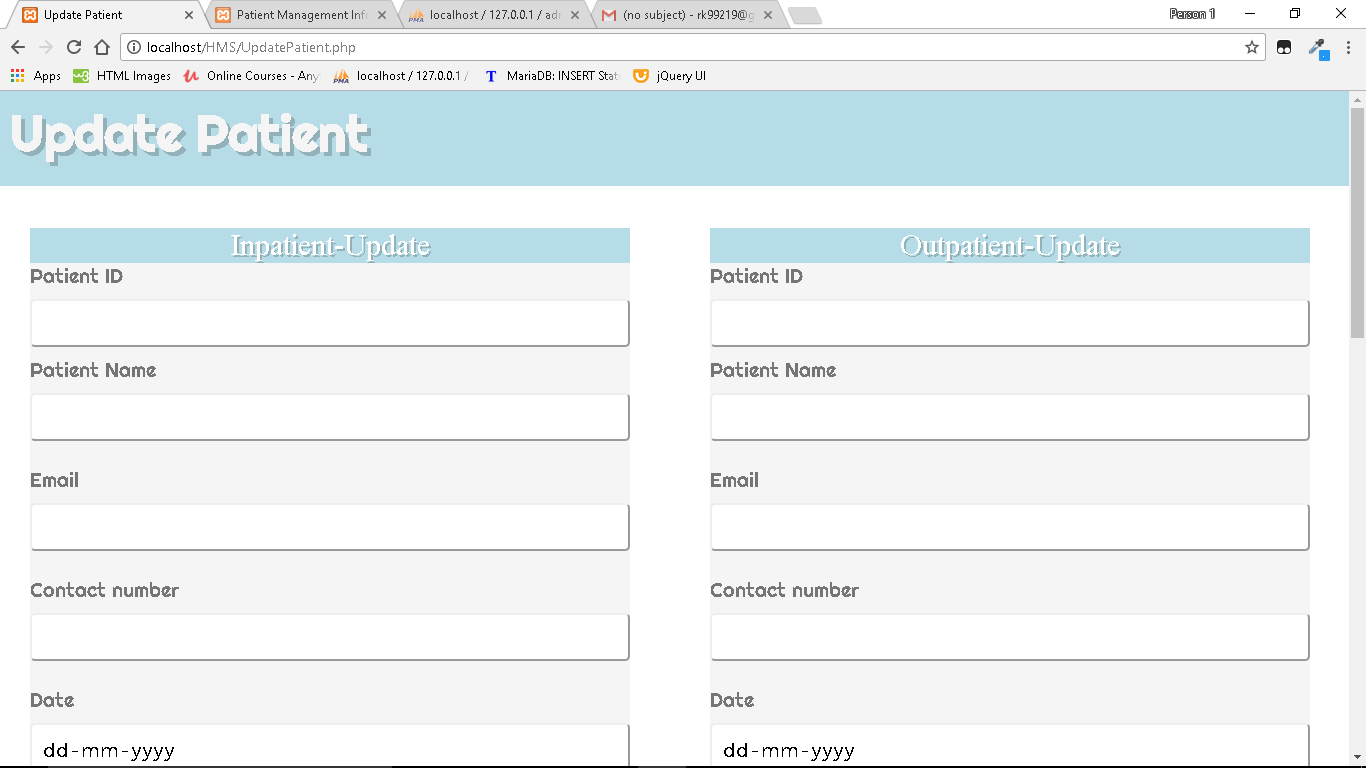 Update Patient
Patient Management Info
localhost / 127.0.0.1 / adm
(no subject) - rk99219@g
Person 1
localhost/HMS/UpdatePatient.php
Apps
HTML Images
Online Courses - Any
localhost / 127.0.0.1 /
MariaDB: INSERT Stat
jQuery UI
Update Patient
Inpatient-Update
Patient ID
Patient Name
Email
Contact number
Date
dd-mm-yyyy
Outpatient-Update
Patient ID
Patient Name
Email
Contact number
Date
dd-mm-yyyy